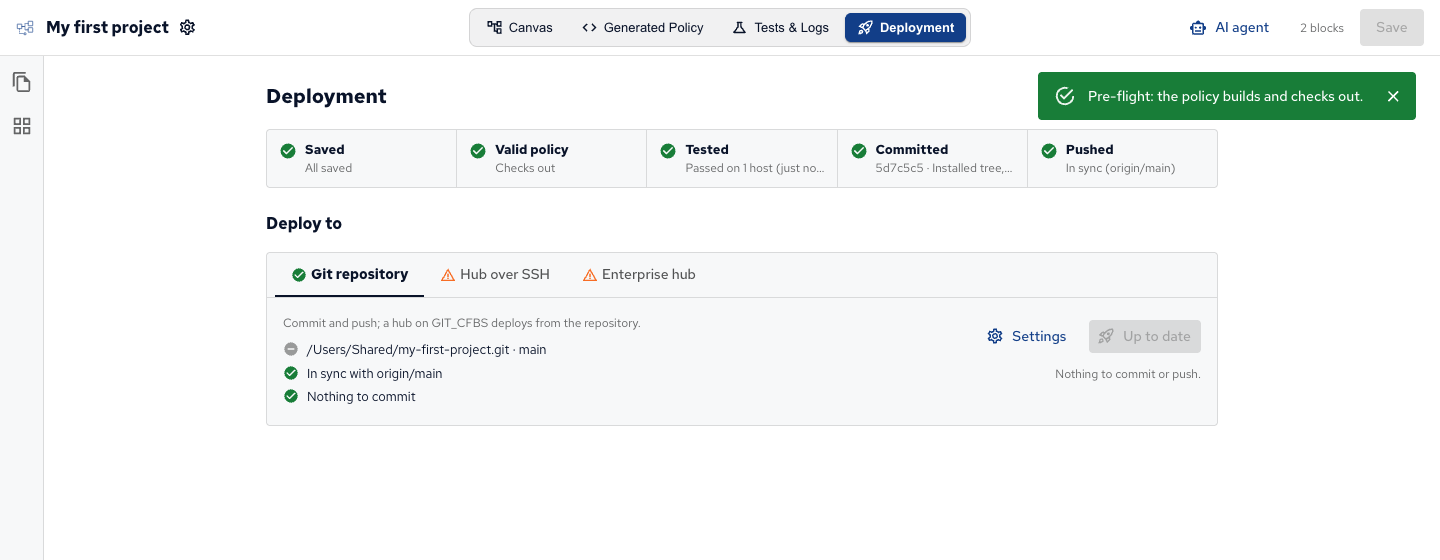 My first project
Canvas
Generated Policy
Tests & Logs
Deployment
AI agent
2 blocks
Save
Deployment
Pre-flight: the policy builds and checks out.
Saved
All saved
Valid policy
Checks out
Tested
Passed on 1 host (just no...
Committed
5d7c5c5 · Installed tree,...
Pushed
In sync (origin/main)
Deploy to
Git repository
Hub over SSH
Enterprise hub
Commit and push; a hub on GIT_CFBS deploys from the repository.
/Users/Shared/my-first-project.git · main
In sync with origin/main
Nothing to commit
Settings
Up to date
Nothing to commit or push.